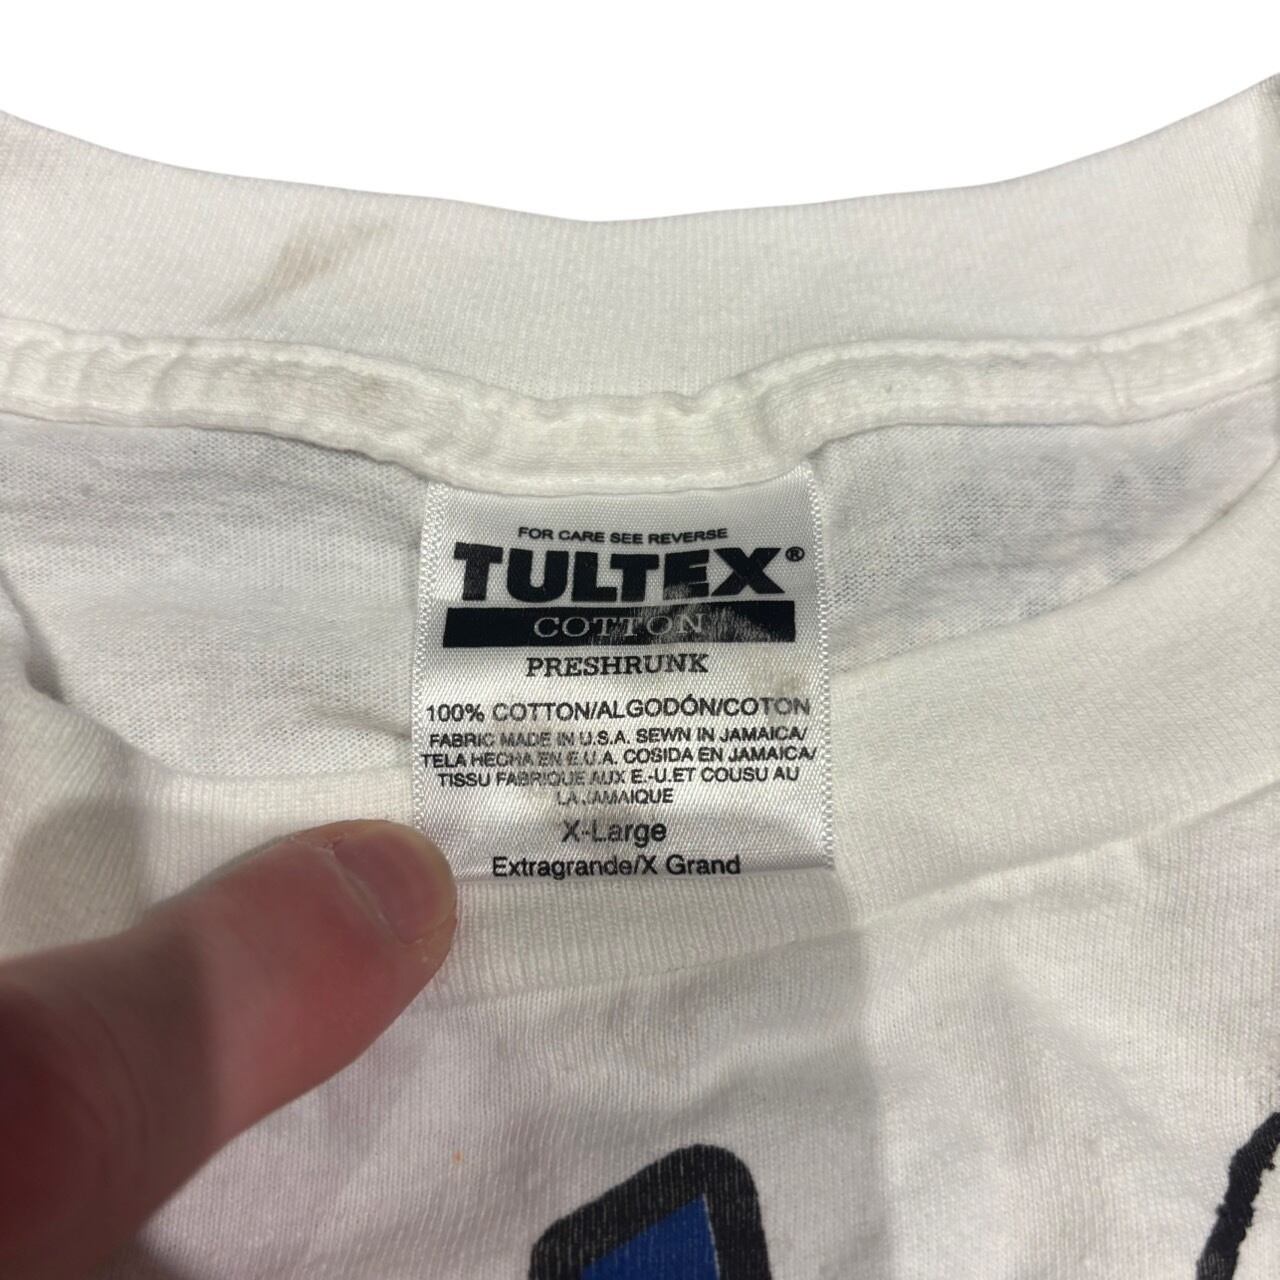 FOR CARE SEE REVERSE
TULTEX®
COTTON
PRESHRUNK
100% COTTON/ALGODÓN/COTON
FABRIC MADE IN U.S.A. SEWN IN JAMAICA/
TELA HECHA EN E.U.A. COSIDA EN JAMAICA/
TISSU FABRIQUE AUX E.-U.ET COUSU AU
LA JAMAIQUE
X-Large
Extragrande/X Grand